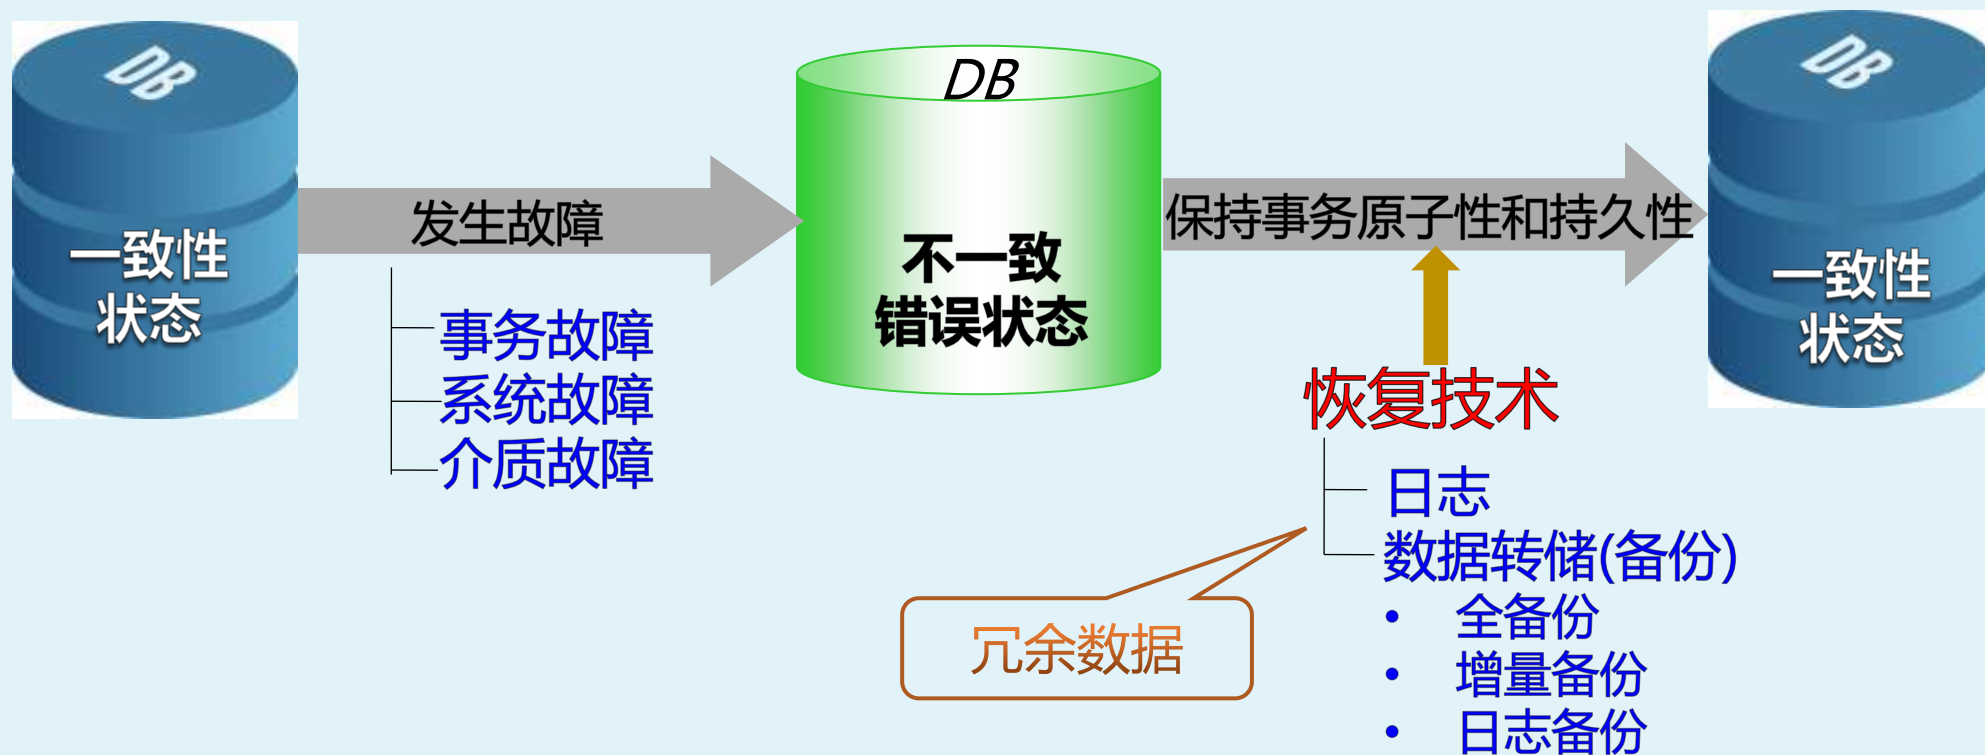 DB
一致性
状态
发生故障
事务故障
系统故障
介质故障
DB
不一致
错误状态
保持事务原子性和持久性
恢复技术
日志
数据转储(备份)
• 全备份
• 增量备份
• 日志备份
冗余数据
DB
一致性
状态